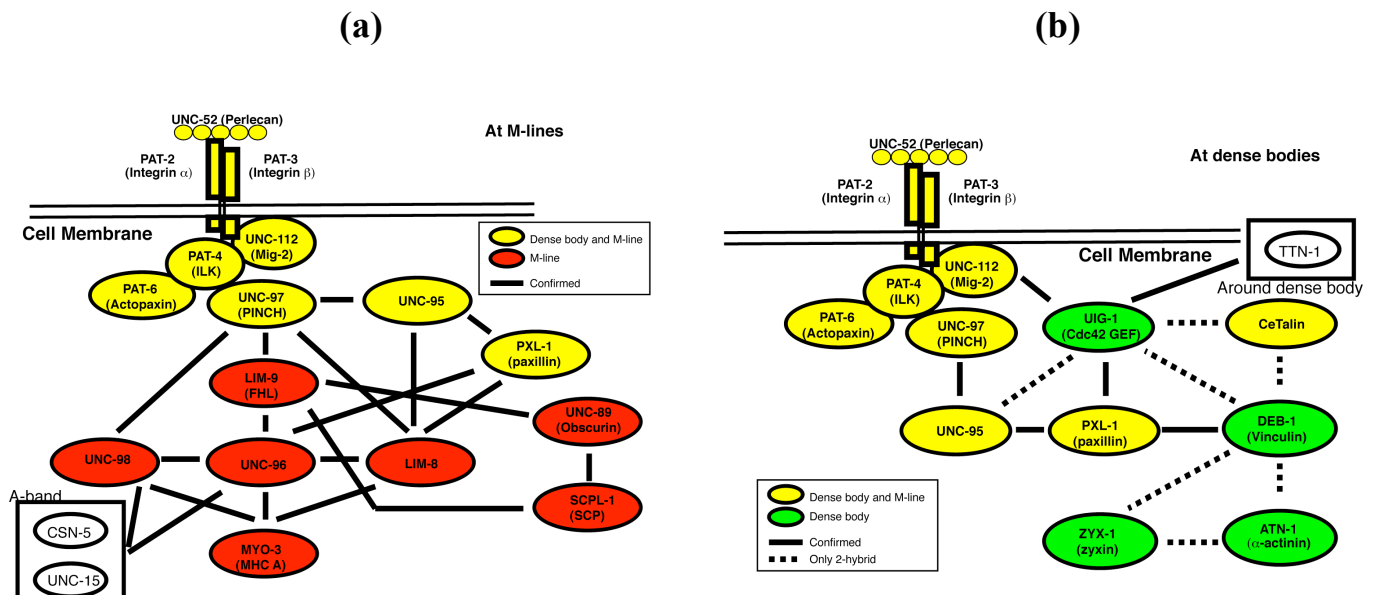 (a)
UNC-52 (Perlecan)
At M-lines
PAT-2
(Integrin α)
PAT-3
(Integrin β)
Cell Membrane
UNC-112
(Mig-2)
PAT-4
(ILK)
PAT-6
(Actopaxin)
UNC-97
(PINCH)
UNC-95
PXL-1
(paxillin)
LIM-9
(FHL)
UNC-89
(Obscurin)
UNC-98
UNC-96
LIM-8
SCPL-1
(SCP)
MYO-3
(MHC A)
A-band
CSN-5
UNC-15
Dense body and M-line
M-line
Confirmed
(b)
UNC-52 (Perlecan)
At dense bodies
PAT-2
(Integrin α)
PAT-3
(Integrin β)
Cell Membrane
TTN-1
Around dense body
UNC-112
(Mig-2)
PAT-4
(ILK)
PAT-6
(Actopaxin)
UNC-97
(PINCH)
UIG-1
(Cdc42 GEF)
CeTalin
UNC-95
PXL-1
(paxillin)
DEB-1
(Vinculin)
ZYX-1
(zyxin)
ATN-1
(α-actinin)
Dense body and M-line
Dense body
Confirmed
Only 2-hybrid